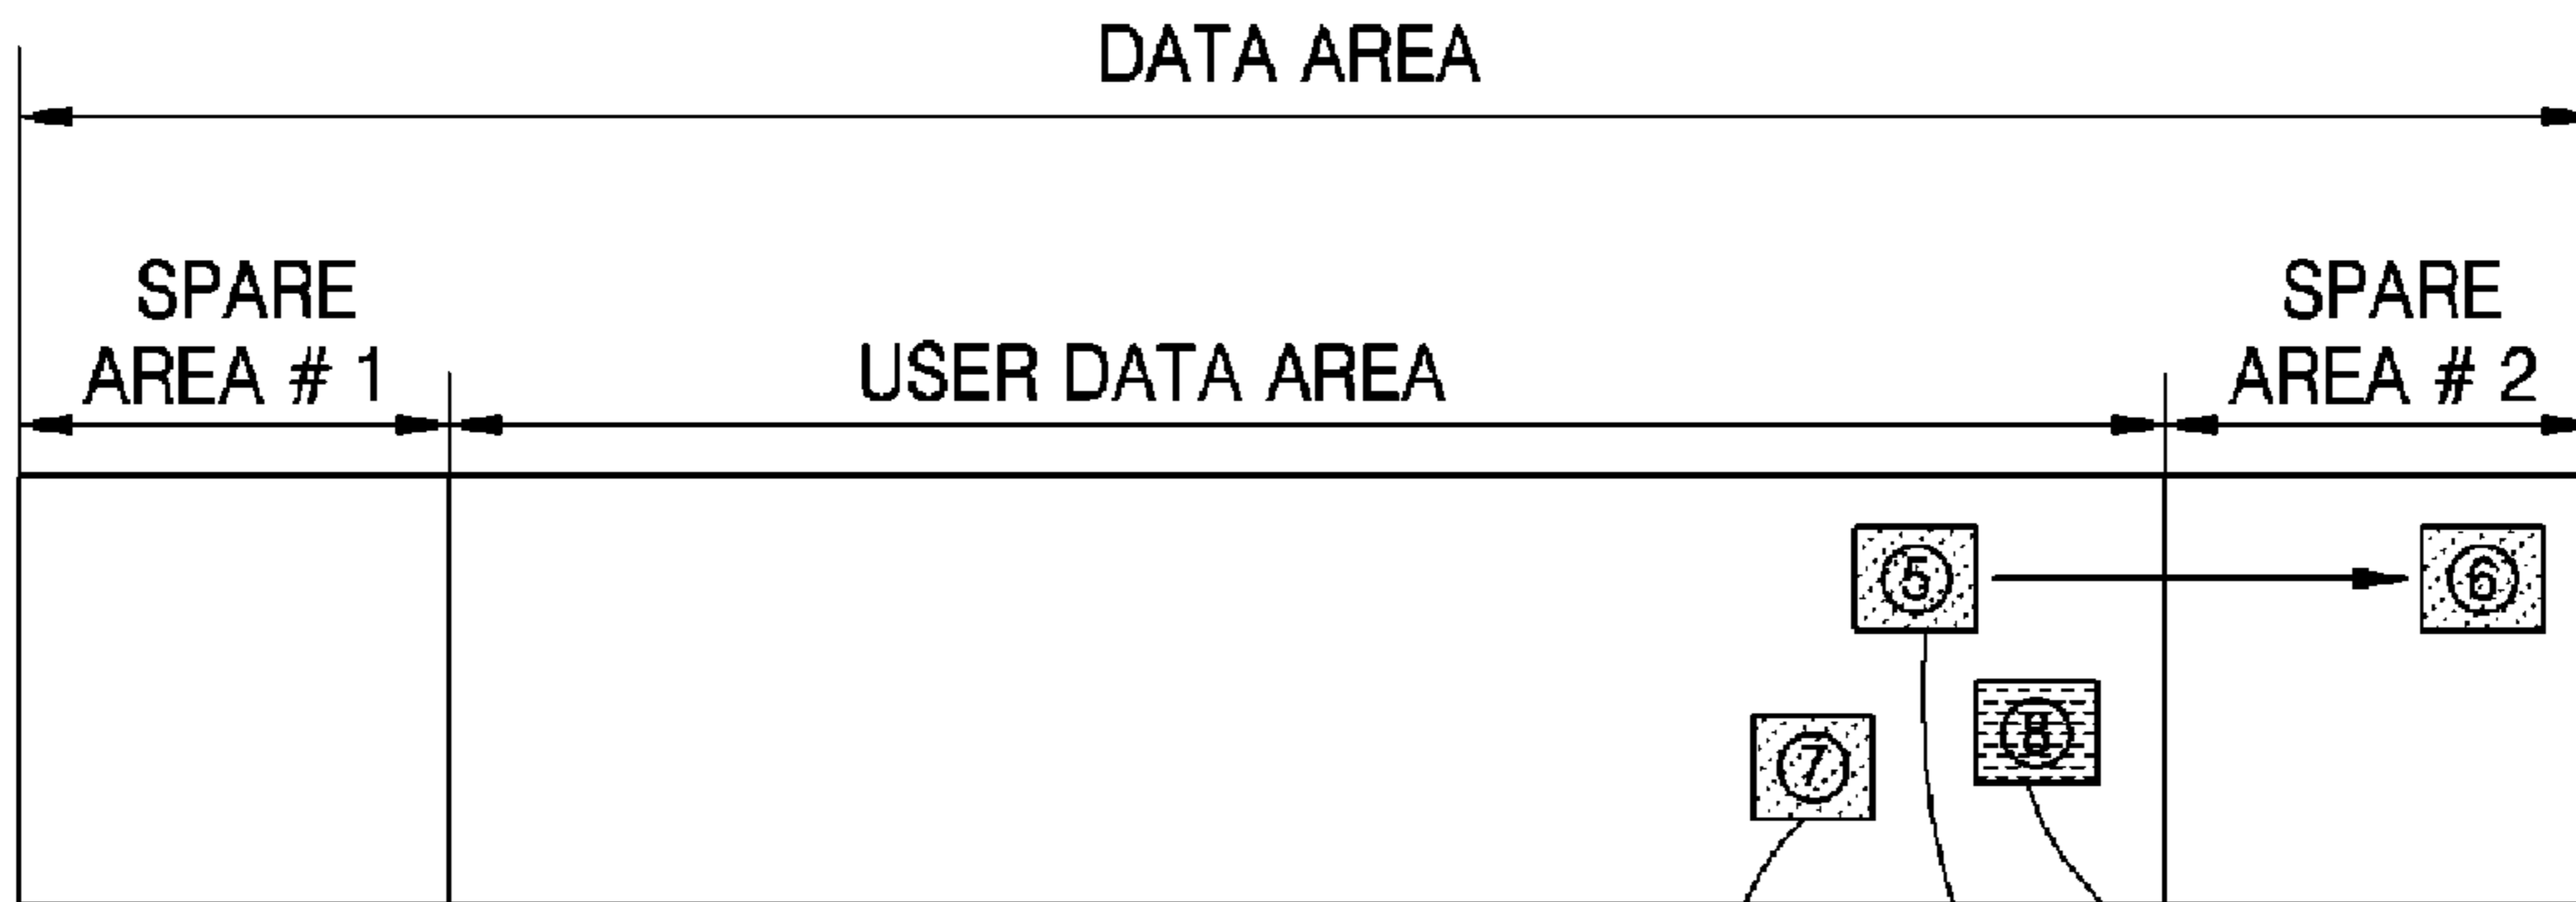 DATA AREA
SPARE
AREA # 1
USER DATA AREA
SPARE
AREA # 2
⑤
⑥
⑦
⑧